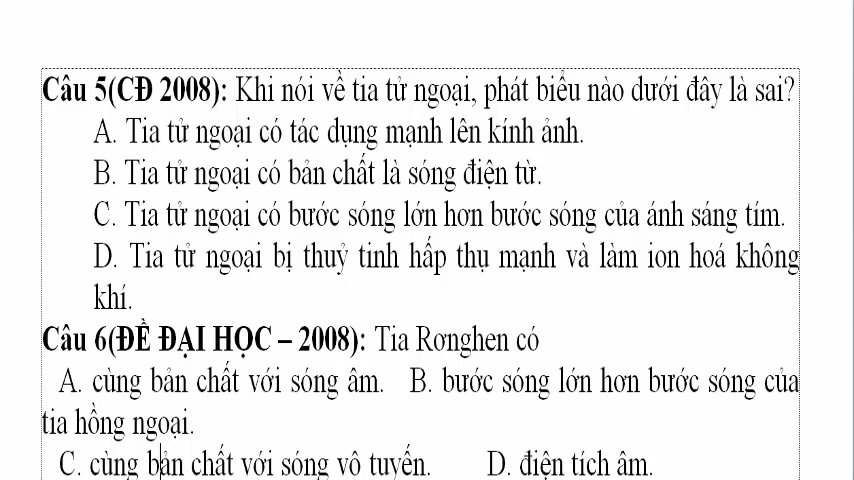 Câu 5(CĐ 2008): Khi nói về tia tử ngoại, phát biểu nào dưới đây là sai?
A. Tia tử ngoại có tác dụng mạnh lên kính ảnh.
B. Tia tử ngoại có bản chất là sóng điện từ.
C. Tia tử ngoại có bước sóng lớn hơn bước sóng của ánh sáng tím.
D. Tia tử ngoại bị thuỷ tinh hấp thụ mạnh và làm ion hoá không
khí.
Câu 6(ĐỀ ĐẠI HỌC – 2008): Tia Rơnghen có
A. cùng bản chất với sóng âm. B. bước sóng lớn hơn bước sóng của
tia hồng ngoại.
C. cùng bản chất với sóng vô tuyến. D. điện tích âm.